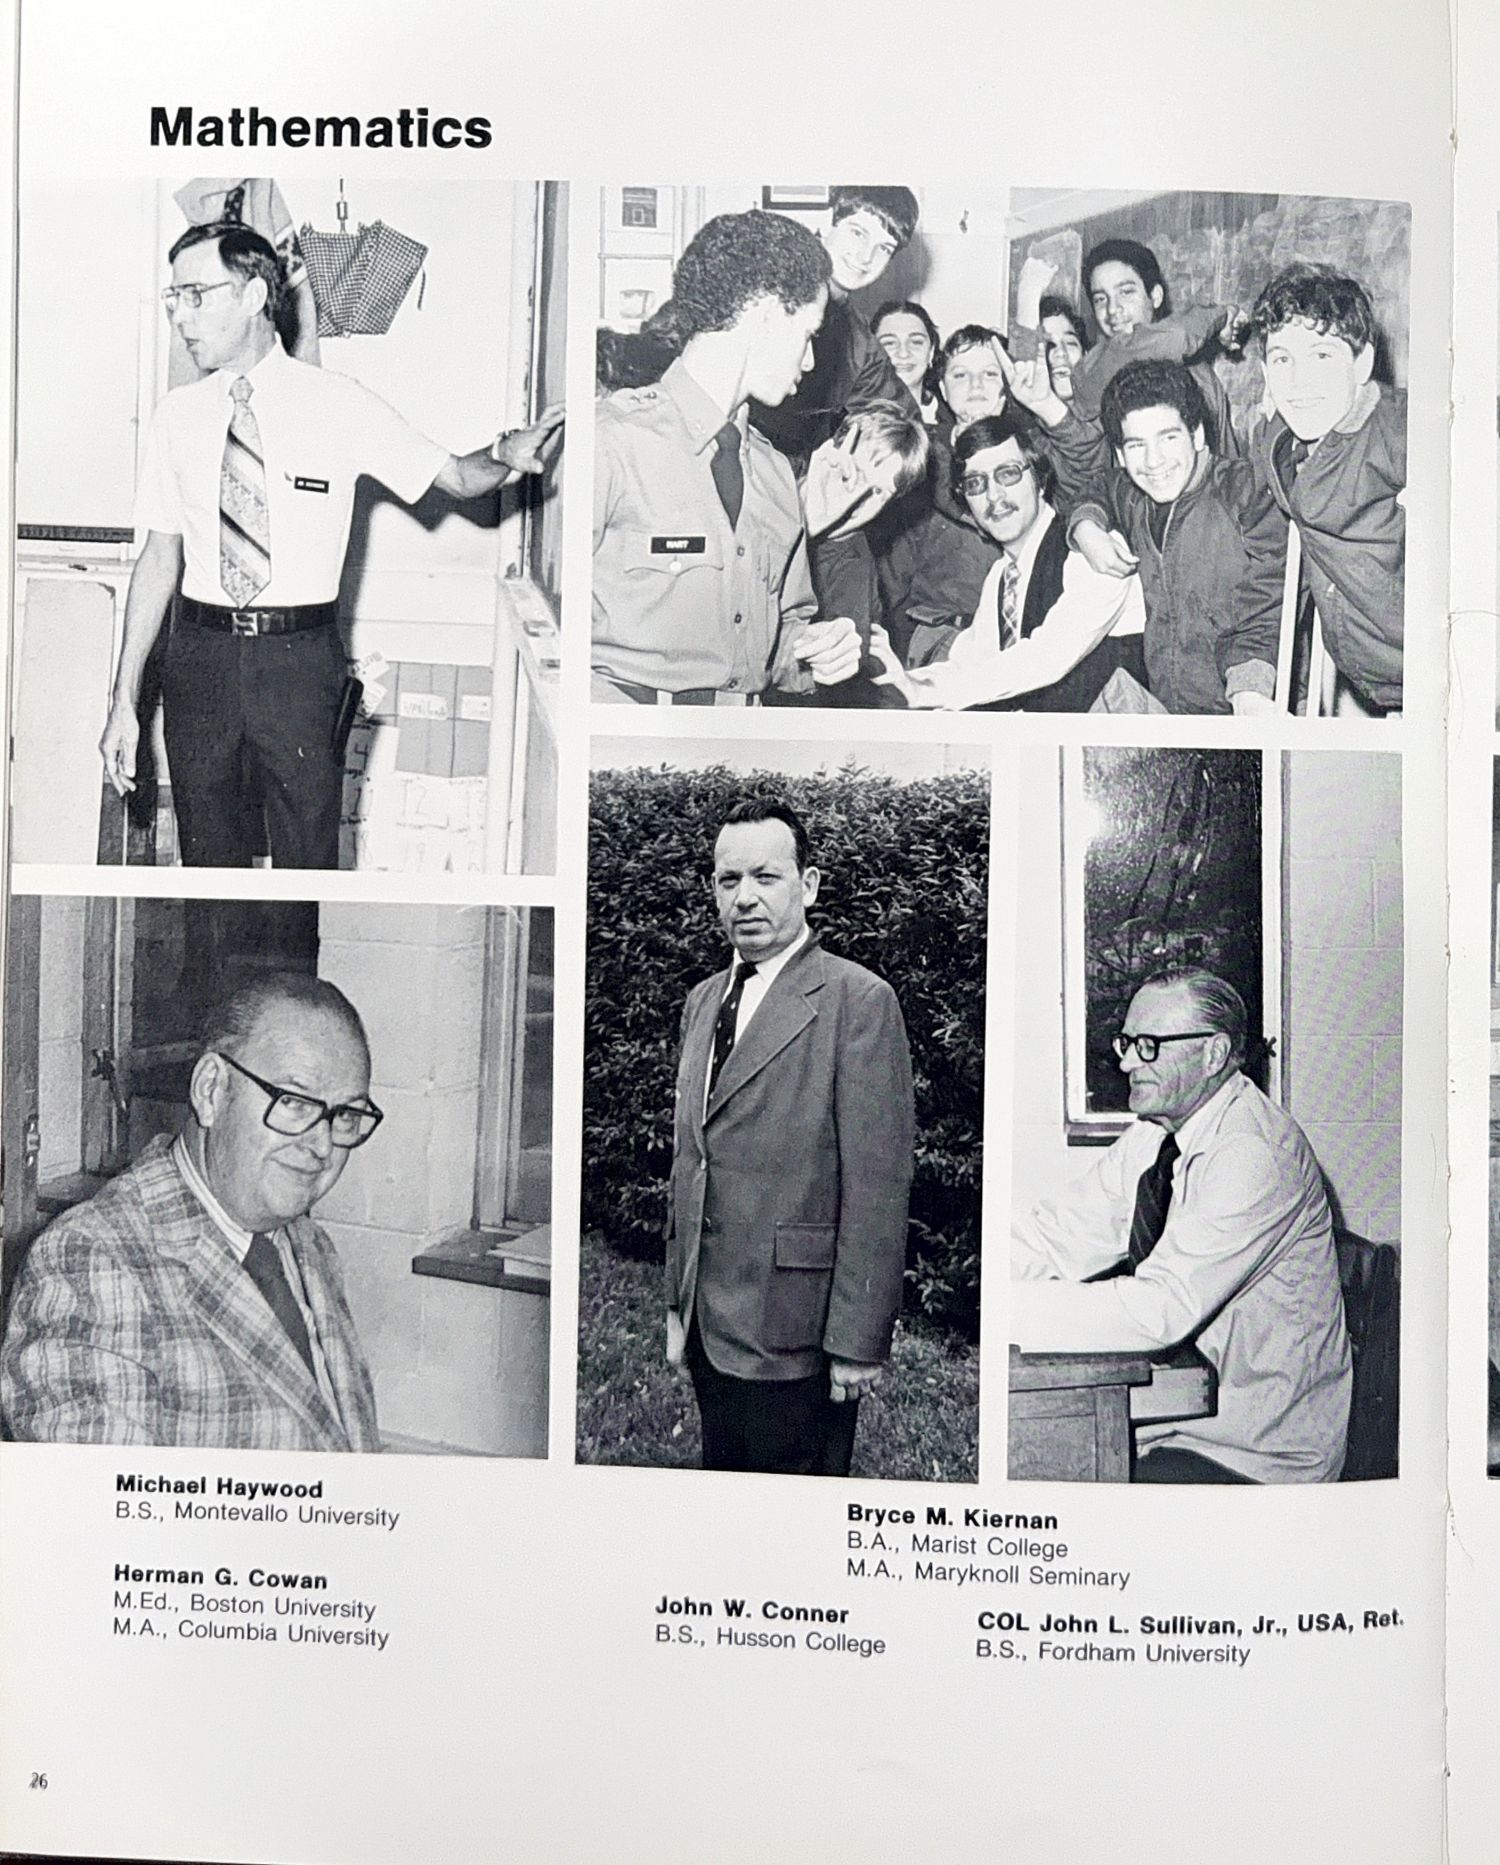 Mathematics
HART
Michael Haywood
B.S., Montevallo University
Herman G. Cowan
M.Ed., Boston University
M.A., Columbia University
Bryce M. Kiernan
B.A., Marist College
M.A., Maryknoll Seminary
John W. Conner
B.S., Husson College
COL John L. Sullivan, Jr., USA, Ret.
B.S., Fordham University
26